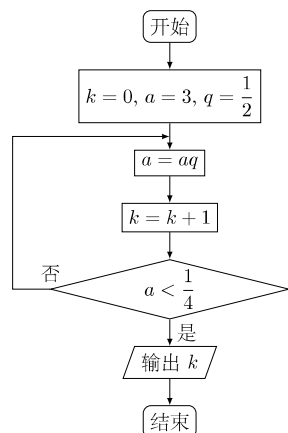 开始
k = 0, a = 3, q = 1/2
a = aq
k = k + 1
否
a < 1/4
是
输出 k
结束